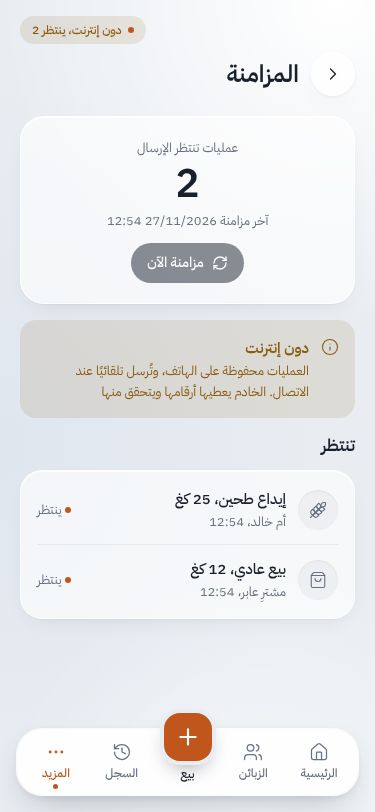 دون إنترنت، ينتظر 2
المزامنة
عمليات تنتظر الإرسال
2
آخر مزامنة 27/11/2026 12:54
مزامنة الآن
دون إنترنت
العمليات محفوظة على الهاتف، وتُرسل تلقائيًا عند
الاتصال. الخادم يعطيها أرقامها ويتحقق منها
تنتظر
إيداع طحين، 25 كغ
أم خالد، 12:54
ينتظر
بيع عادي، 12 كغ
مشترٍ عابر، 12:54
ينتظر
الرئيسية
الزبائن
بيع
السجل
المزيد